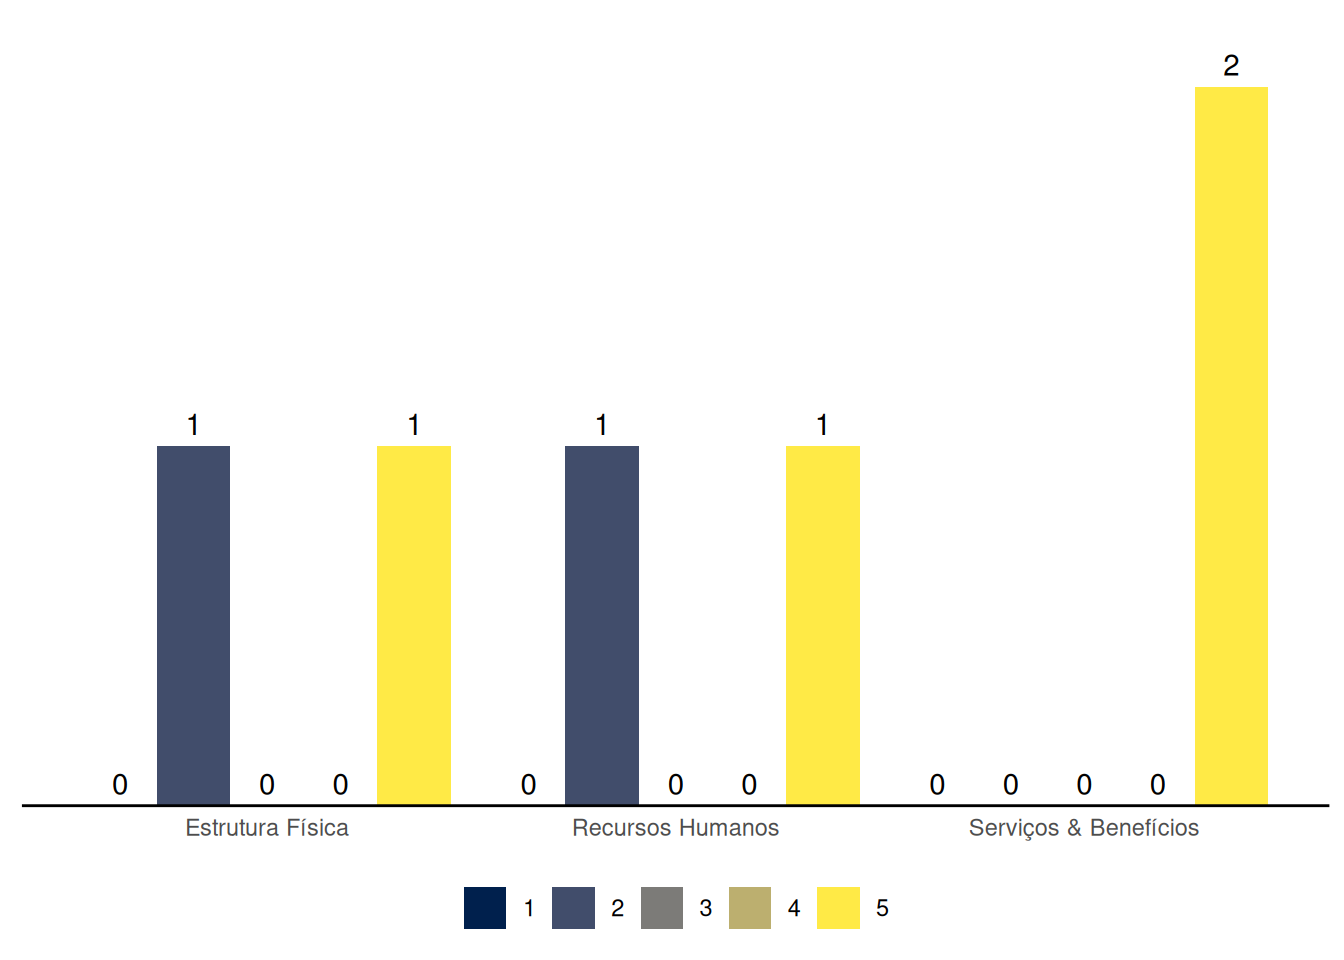 2
1 1 1 1
0 0 0 0 0 0 0 0 0 0
Estrutura Física Recursos Humanos Serviços & Benefícios
1 2 3 4 5